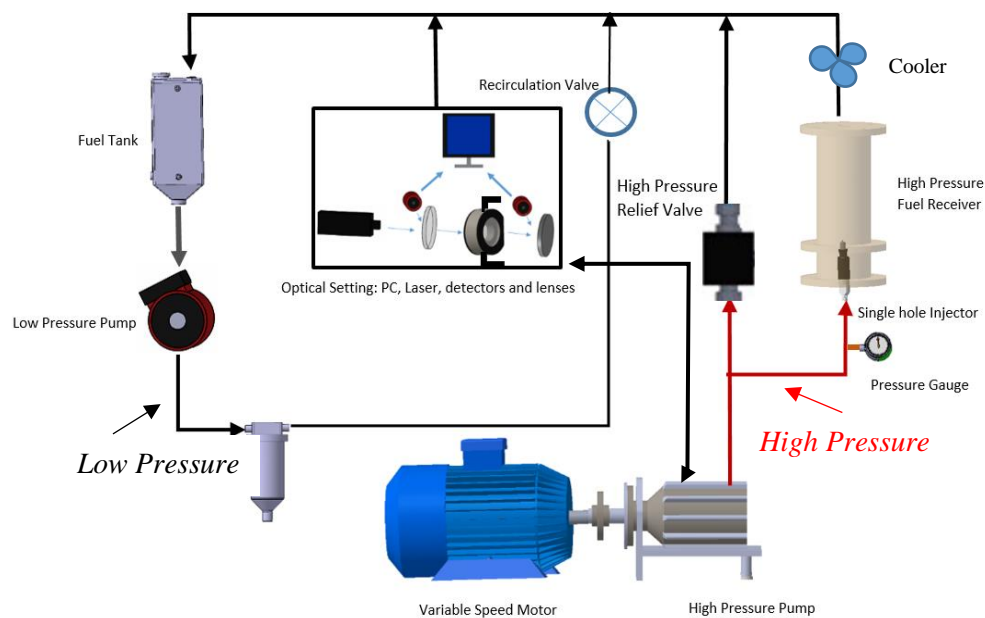 Cooler
Recirculation Valve
Fuel Tank
High Pressure
Relief Valve
High Pressure
Fuel Receiver
Optical Setting: PC, Laser, detectors and lenses
Low Pressure Pump
Single hole Injector
Pressure Gauge
High Pressure
Low Pressure
Variable Speed Motor
High Pressure Pump